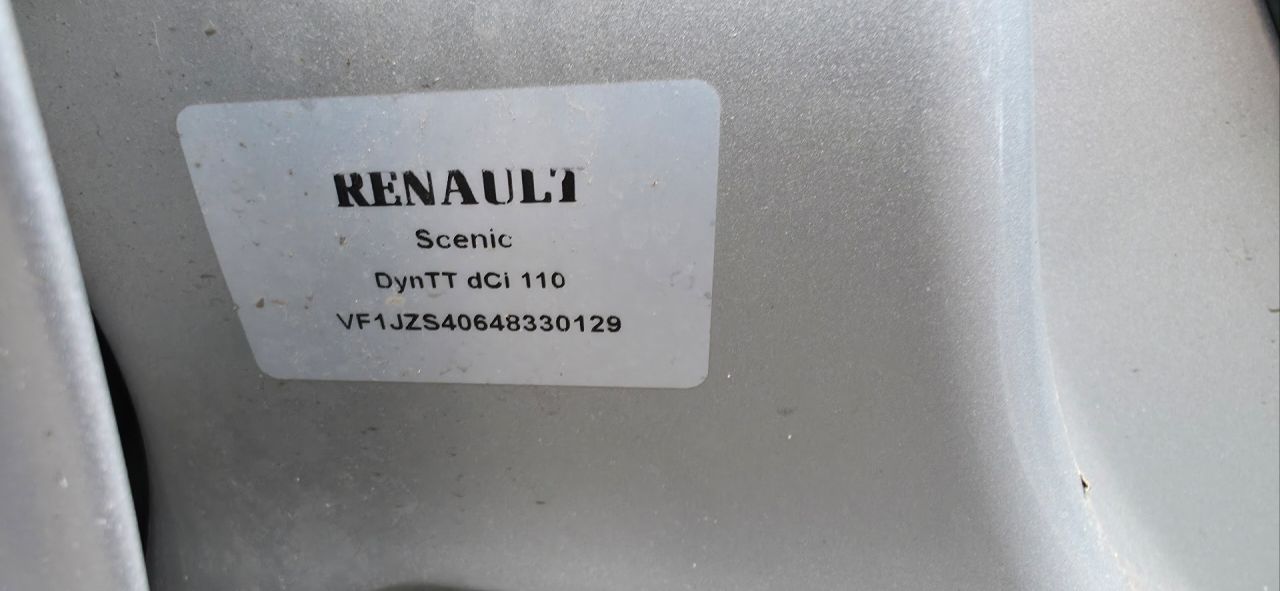 RENAULT
Scenic
DynTT dCi 110
VF1JZS40648330129